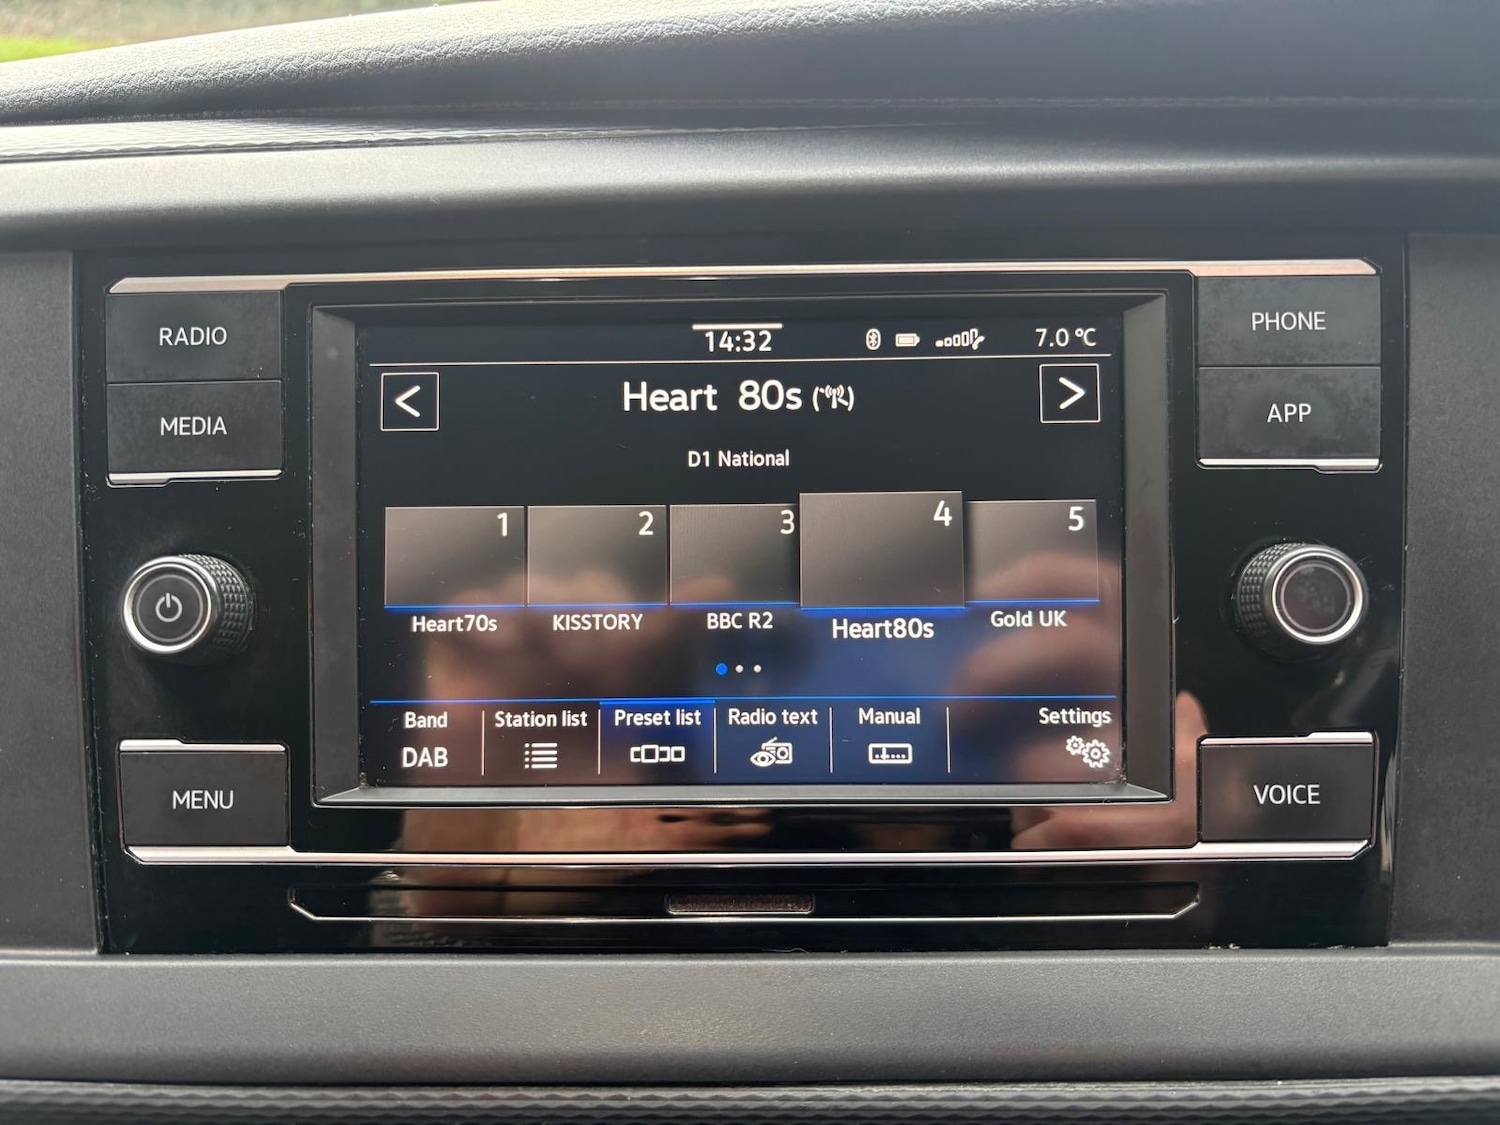 RADIO
MEDIA
MENU
14:32
7.0 °C
<
Heart 80s
>
D1 National
1
2
3
4
5
Heart70s
KISSTORY
BBC R2
Heart80s
Gold UK
Band
DAB
Station list
Preset list
Radio text
Manual
Settings
PHONE
APP
VOICE